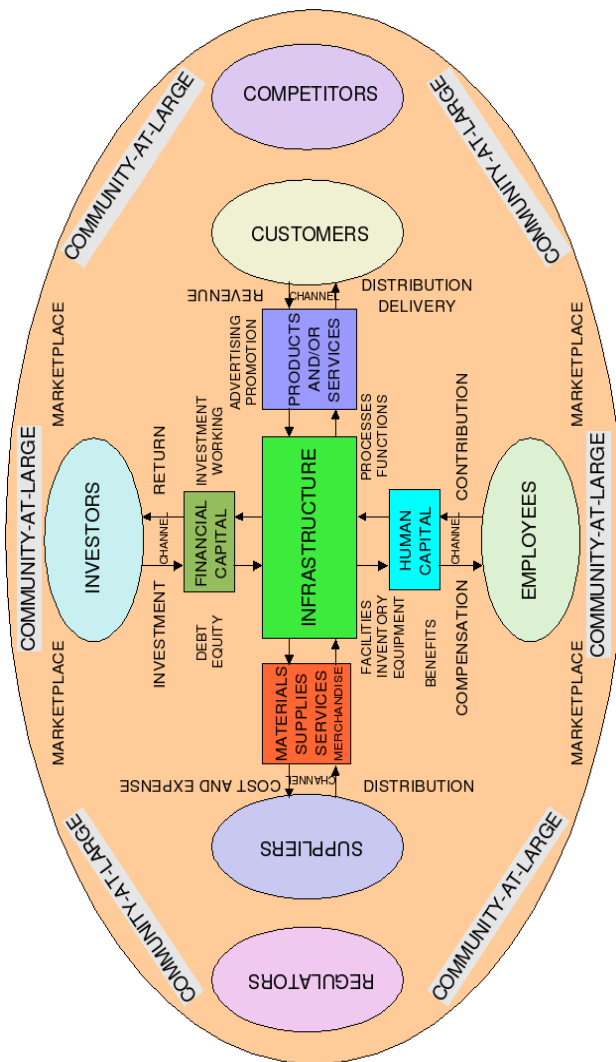 COMMUNITY-AT-LARGE
COMPETITORS
COMMUNITY-AT-LARGE
CUSTOMERS
REVENUE
CHANNEL
DISTRIBUTION
DELIVERY
MARKETPLACE
ADVERTISING
PROMOTION
PRODUCTS
AND/OR
SERVICES
MARKETPLACE
COMMUNITY-AT-LARGE
INVESTORS
RETURN
CHANNEL
INVESTMENT
INVESTMENT
WORKING
FINANCIAL
CAPITAL
DEBT
EQUITY
INFRASTRUCTURE
PROCESSES
FUNCTIONS
HUMAN
CAPITAL
FACILITIES
INVENTORY
EQUIPMENT
BENEFITS
CONTRIBUTION
CHANNEL
COMPENSATION
EMPLOYEES
COMMUNITY-AT-LARGE
MARKETPLACE
MATERIALS
SUPPLIES
SERVICES
MERCHANDISE
MARKETPLACE
COST AND EXPENSE
CHANNEL
DISTRIBUTION
SUPPLIERS
COMMUNITY-AT-LARGE
REGULATORS
COMMUNITY-AT-LARGE